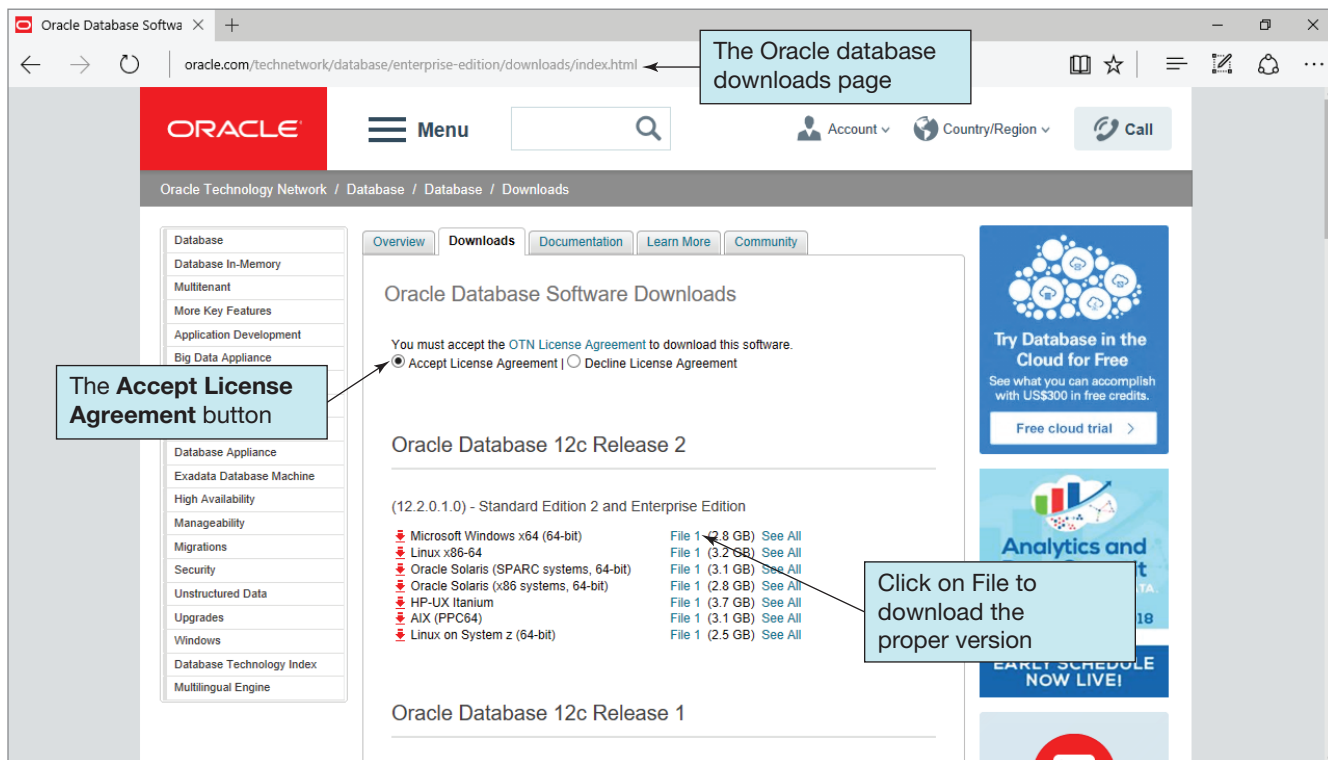 Oracle Database Softwa
oracle.com/technetwork/database/enterprise-edition/downloads/index.html
The Oracle database
downloads page
ORACLE
Menu
Account
Country/Region
Call
Oracle Technology Network / Database / Database / Downloads
Database
Database In-Memory
Multitenant
More Key Features
Application Development
Big Data Appliance
The Accept License
Agreement button
Database Appliance
Exadata Database Machine
High Availability
Manageability
Migrations
Security
Unstructured Data
Upgrades
Windows
Database Technology Index
Multilingual Engine
Overview Downloads Documentation Learn More Community
Oracle Database Software Downloads
You must accept the OTN License Agreement to download this software.
Accept License Agreement | Decline License Agreement
Oracle Database 12c Release 2
(12.2.0.1.0) - Standard Edition 2 and Enterprise Edition
Microsoft Windows x64 (64-bit) File 1 (2.8 GB) See All
Linux x86-64 File 1 (3.2 GB) See All
Oracle Solaris (SPARC systems, 64-bit) File 1 (3.1 GB) See All
Oracle Solaris (x86 systems, 64-bit) File 1 (2.8 GB) See All
HP-UX Itanium File 1 (3.7 GB) See All
AIX (PPC64) File 1 (3.1 GB) See All
Linux on System z (64-bit) File 1 (2.5 GB) See All
Click on File to
download the
proper version
Oracle Database 12c Release 1
Try Database in the
Cloud for Free
See what you can accomplish
with US$300 in free credits.
Free cloud trial >
Analytics and
18
EARLY SCHEDULE
NOW LIVE!